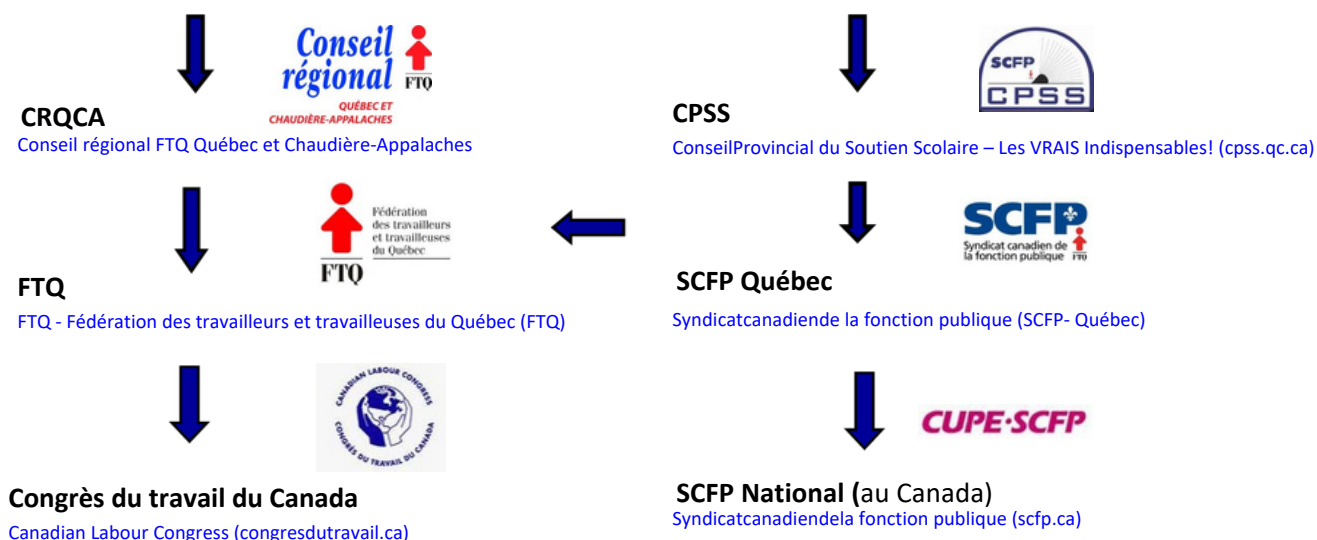 Conseil
régional
FTQ
QUÉBEC ET
CHAUDIÈRE-APPALACHES
CRQCA
Conseil régional FTQ Québec et Chaudière-Appalaches
SCFP
CPSS
CPSS
ConseilProvincial du Soutien Scolaire – Les VRAIS Indispensables! (cpss.qc.ca)
Fédération
des travailleurs
et travailleuses
du Québec
FTQ
FTQ
FTQ - Fédération des travailleurs et travailleuses du Québec (FTQ)
SCFP
Syndicat canadien de
la fonction publique FTQ
SCFP Québec
Syndicatcanadiende la fonction publique (SCFP- Québec)
CANADIAN LABOUR CONGRESS
CONGRÈS DU TRAVAIL DU CANADA
Congrès du travail du Canada
Canadian Labour Congress (congresdutravail.ca)
CUPE·SCFP
SCFP National (au Canada)
Syndicatcanadiendela fonction publique (scfp.ca)